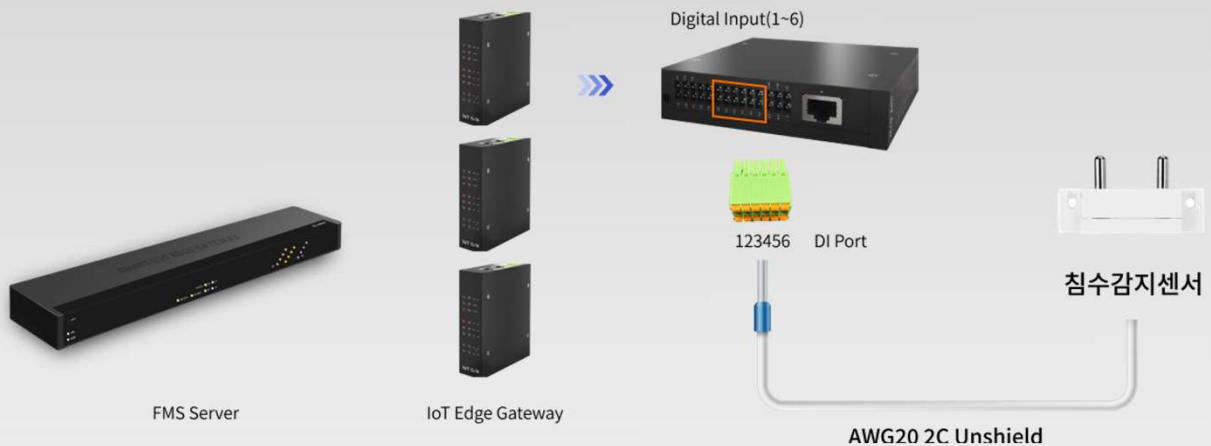 Digital Input(1~6)
123456 DI Port
침수감지센서
FMS Server
IoT Edge Gateway
AWG20 2C Unshield